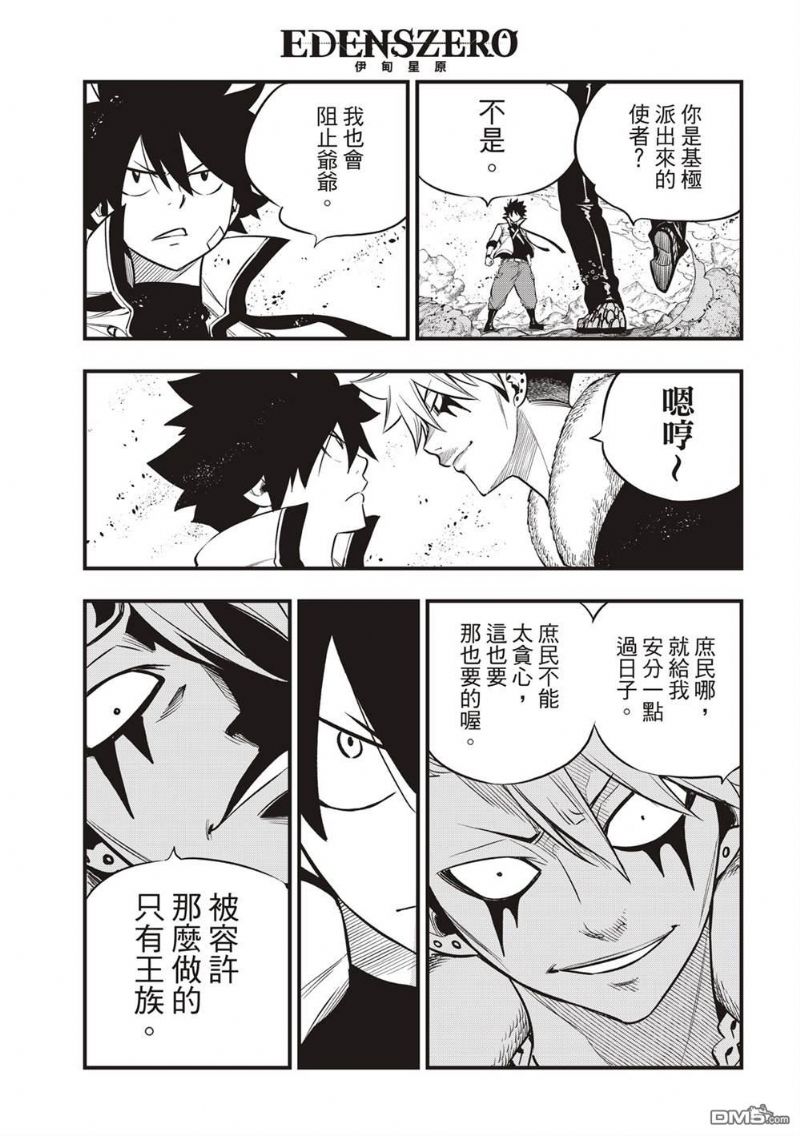 EDENSZERO
伊甸星原
你是基極
派出來的
使者？
不是。
我也會
阻止爺爺。
嗯哼～
庶民哪，
就給我
安分一點
過日子。
庶民不能
太貪心，
這也要
那也要的喔。
被容許
那麼做的
只有王族。
DM5.com